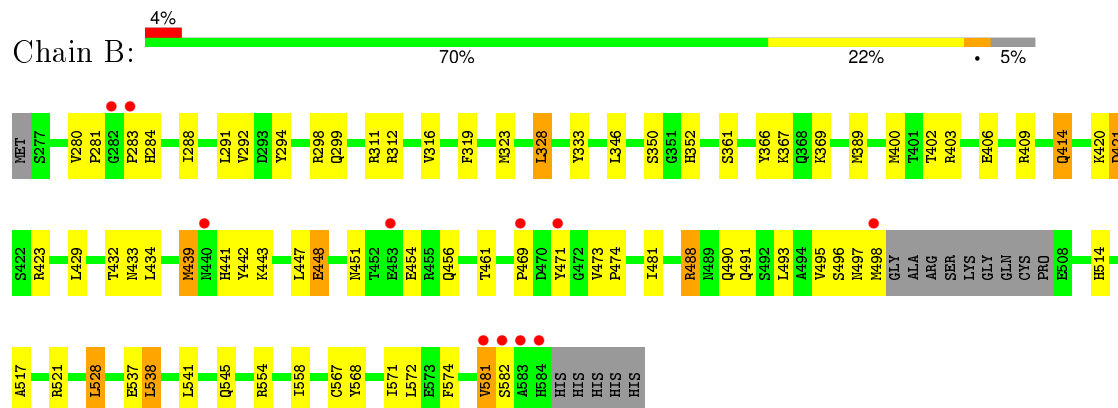 4%
Chain B:
70% 22% • 5%
MET S277 V280 P281 G282 P283 H284 I288 L291 V292 D293 Y294 R298 Q299 R311 R312 V316 F319 M323 L328 Y333 L346 S350 G351 H352 S361 Y366 K367 Q368 K369 M389 M400 T401 T402 R403 E406 R409 Q414 K420
S422 R423 L429 T432 N433 L434 M439 N440 H441 Y442 K443 L447 E448 N451 T452 E453 E454 R455 Q456 T461 P469 D470 Y471 G472 V473 P474 I481 R488 N489 Q490 Q491 S492 L493 A494 V495 S496 N497 M498 GLY ALA ARG SER LYS GLY GLN CYS PRO E508 H514
A517 R521 L528 E537 L538 L541 Q545 R554 I558 C567 Y568 I571 L572 E573 F574 V581 S582 A583 H584 HIS HIS HIS HIS HIS